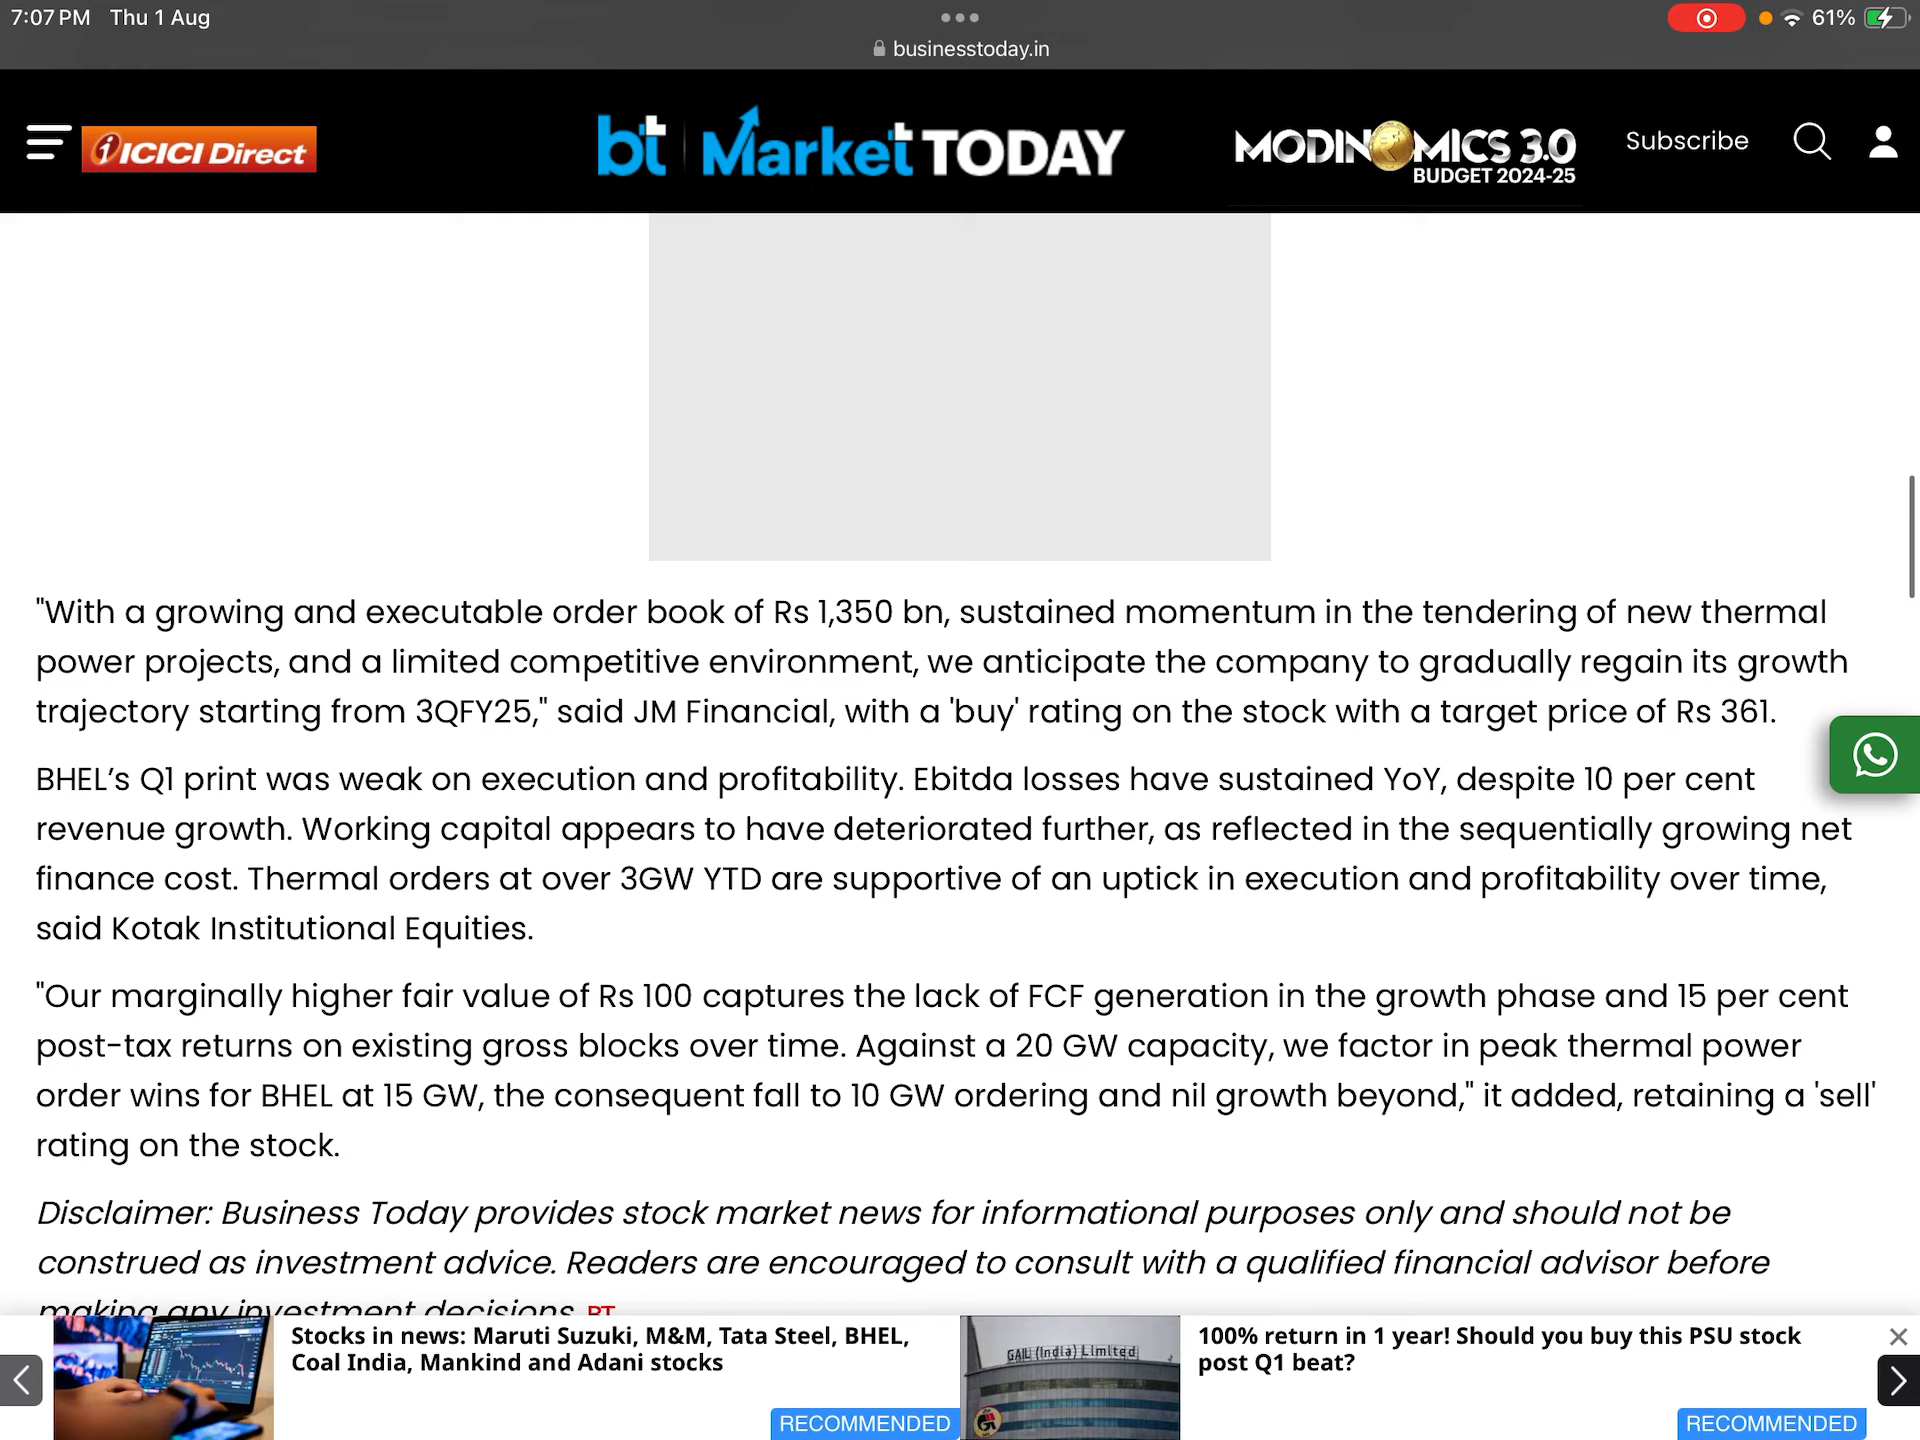 7:07 PM Thu 1 Aug
61%
businesstoday.in
ICICI Direct
bt Market TODAY
MODINOMICS 3.0
BUDGET 2024-25
Subscribe
"With a growing and executable order book of Rs 1,350 bn, sustained momentum in the tendering of new thermal
power projects, and a limited competitive environment, we anticipate the company to gradually regain its growth
trajectory starting from 3QFY25," said JM Financial, with a 'buy' rating on the stock with a target price of Rs 361.
BHEL’s Q1 print was weak on execution and profitability. Ebitda losses have sustained YoY, despite 10 per cent
revenue growth. Working capital appears to have deteriorated further, as reflected in the sequentially growing net
finance cost. Thermal orders at over 3GW YTD are supportive of an uptick in execution and profitability over time,
said Kotak Institutional Equities.
"Our marginally higher fair value of Rs 100 captures the lack of FCF generation in the growth phase and 15 per cent
post-tax returns on existing gross blocks over time. Against a 20 GW capacity, we factor in peak thermal power
order wins for BHEL at 15 GW, the consequent fall to 10 GW ordering and nil growth beyond," it added, retaining a 'sell'
rating on the stock.
Disclaimer: Business Today provides stock market news for informational purposes only and should not be
construed as investment advice. Readers are encouraged to consult with a qualified financial advisor before
making any investment decisions. BT
Stocks in news: Maruti Suzuki, M&M, Tata Steel, BHEL,
Coal India, Mankind and Adani stocks
RECOMMENDED
GAIL (India) Limited
100% return in 1 year! Should you buy this PSU stock
post Q1 beat?
RECOMMENDED